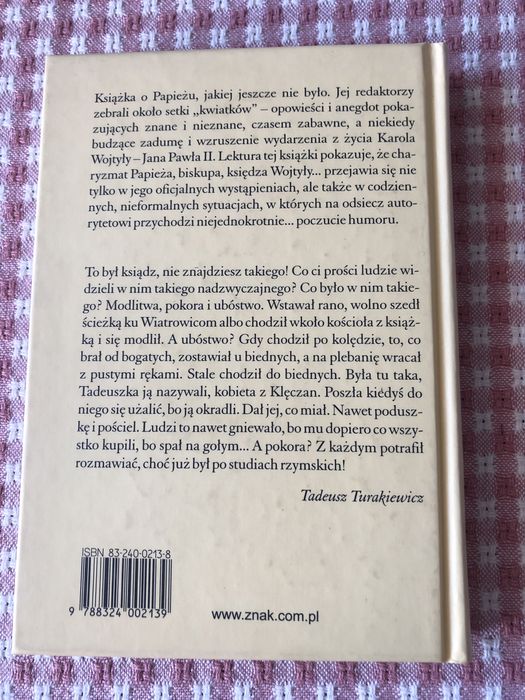 Książka o Papieżu, jakiej jeszcze nie było. Jej redaktorzy
zebrali około setki „kwiatków” – opowieści i anegdot poka-
zujących znane i nieznane, czasem zabawne, a niekiedy
budzące zadumę i wzruszenie wydarzenia z życia Karola
Wojtyły – Jana Pawła II. Lektura tej książki pokazuje, że cha-
ryzmat Papieża, biskupa, księdza Wojtyły... przejawia się nie
tylko w jego oficjalnych wystąpieniach, ale także w codzien-
nych, nieformalnych sytuacjach, w których na odsiecz auto-
rytetowi przychodzi niejednokrotnie... poczucie humoru.
To był ksiądz, nie znajdziesz takiego! Co ci prości ludzie wi-
dzieli w nim takiego nadzwyczajnego? Co było w nim takie-
go? Modlitwa, pokora i ubóstwo. Wstawał rano, wolno szedł
ścieżką ku Wiatrowicom albo chodził wkoło kościoła z książ-
ką i się modlił. A ubóstwo? Gdy chodził po kolędzie, to, co
brał od bogatych, zostawiał u biednych, a na plebanię wracał
z pustymi rękami. Stale chodził do biednych. Była tu taka,
Tadeuszka ją nazywali, kobieta z Klęczan. Poszła kiedyś do
niego się użalić, bo ją okradli. Dał jej, co miał. Nawet podusz-
kę i pościel. Ludzi to nawet gniewało, bo mu dopiero co wszy-
stko kupili, bo spał na gołym... A pokora? Z każdym potrafił
rozmawiać, choć już był po studiach rzymskich!
Tadeusz Turakiewicz
ISBN 83-240-0213-8
9 788324 002139
www.znak.com.pl